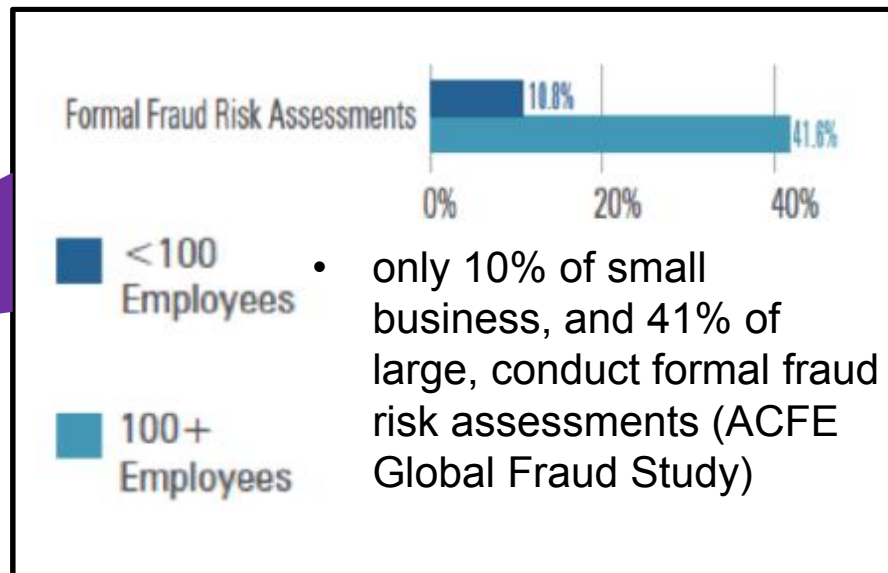 Formal Fraud Risk Assessments
10.8%
41.6%
0% 20% 40%
<100
Employees
100+
Employees
• only 10% of small
business, and 41% of
large, conduct formal fraud
risk assessments (ACFE
Global Fraud Study)